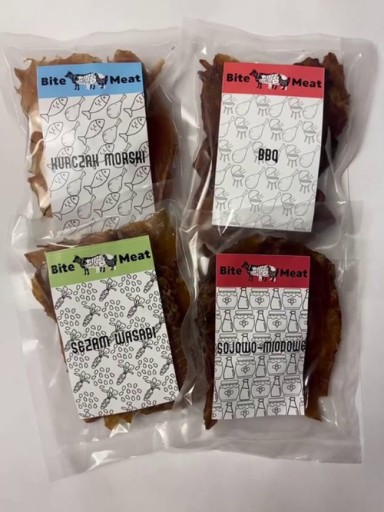 Bite Meat
KURCZAK MORSKI
Bite Meat
BBQ
Bite Meat
SEZAM WASABI
Bite Meat
SOJOWO-MIODOWE